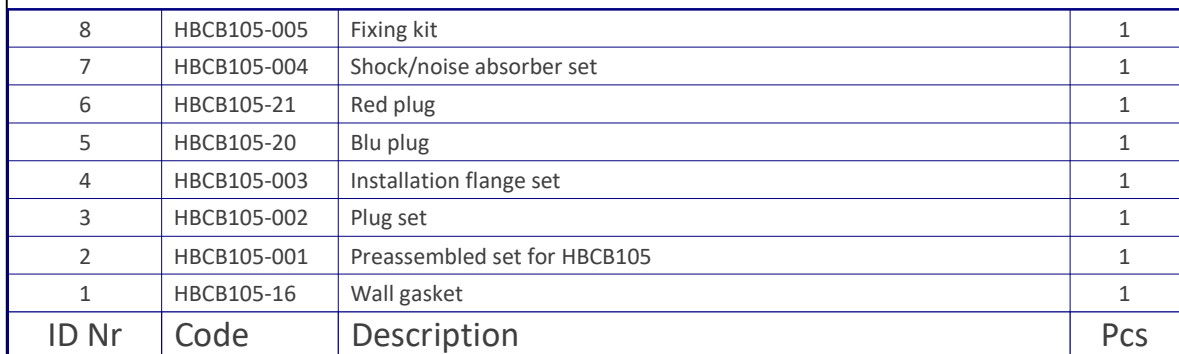 8 HBCB105-005 Fixing kit 1
7 HBCB105-004 Shock/noise absorber set 1
6 HBCB105-21 Red plug 1
5 HBCB105-20 Blu plug 1
4 HBCB105-003 Installation flange set 1
3 HBCB105-002 Plug set 1
2 HBCB105-001 Preassembled set for HBCB105 1
1 HBCB105-16 Wall gasket 1
ID Nr Code Description Pcs